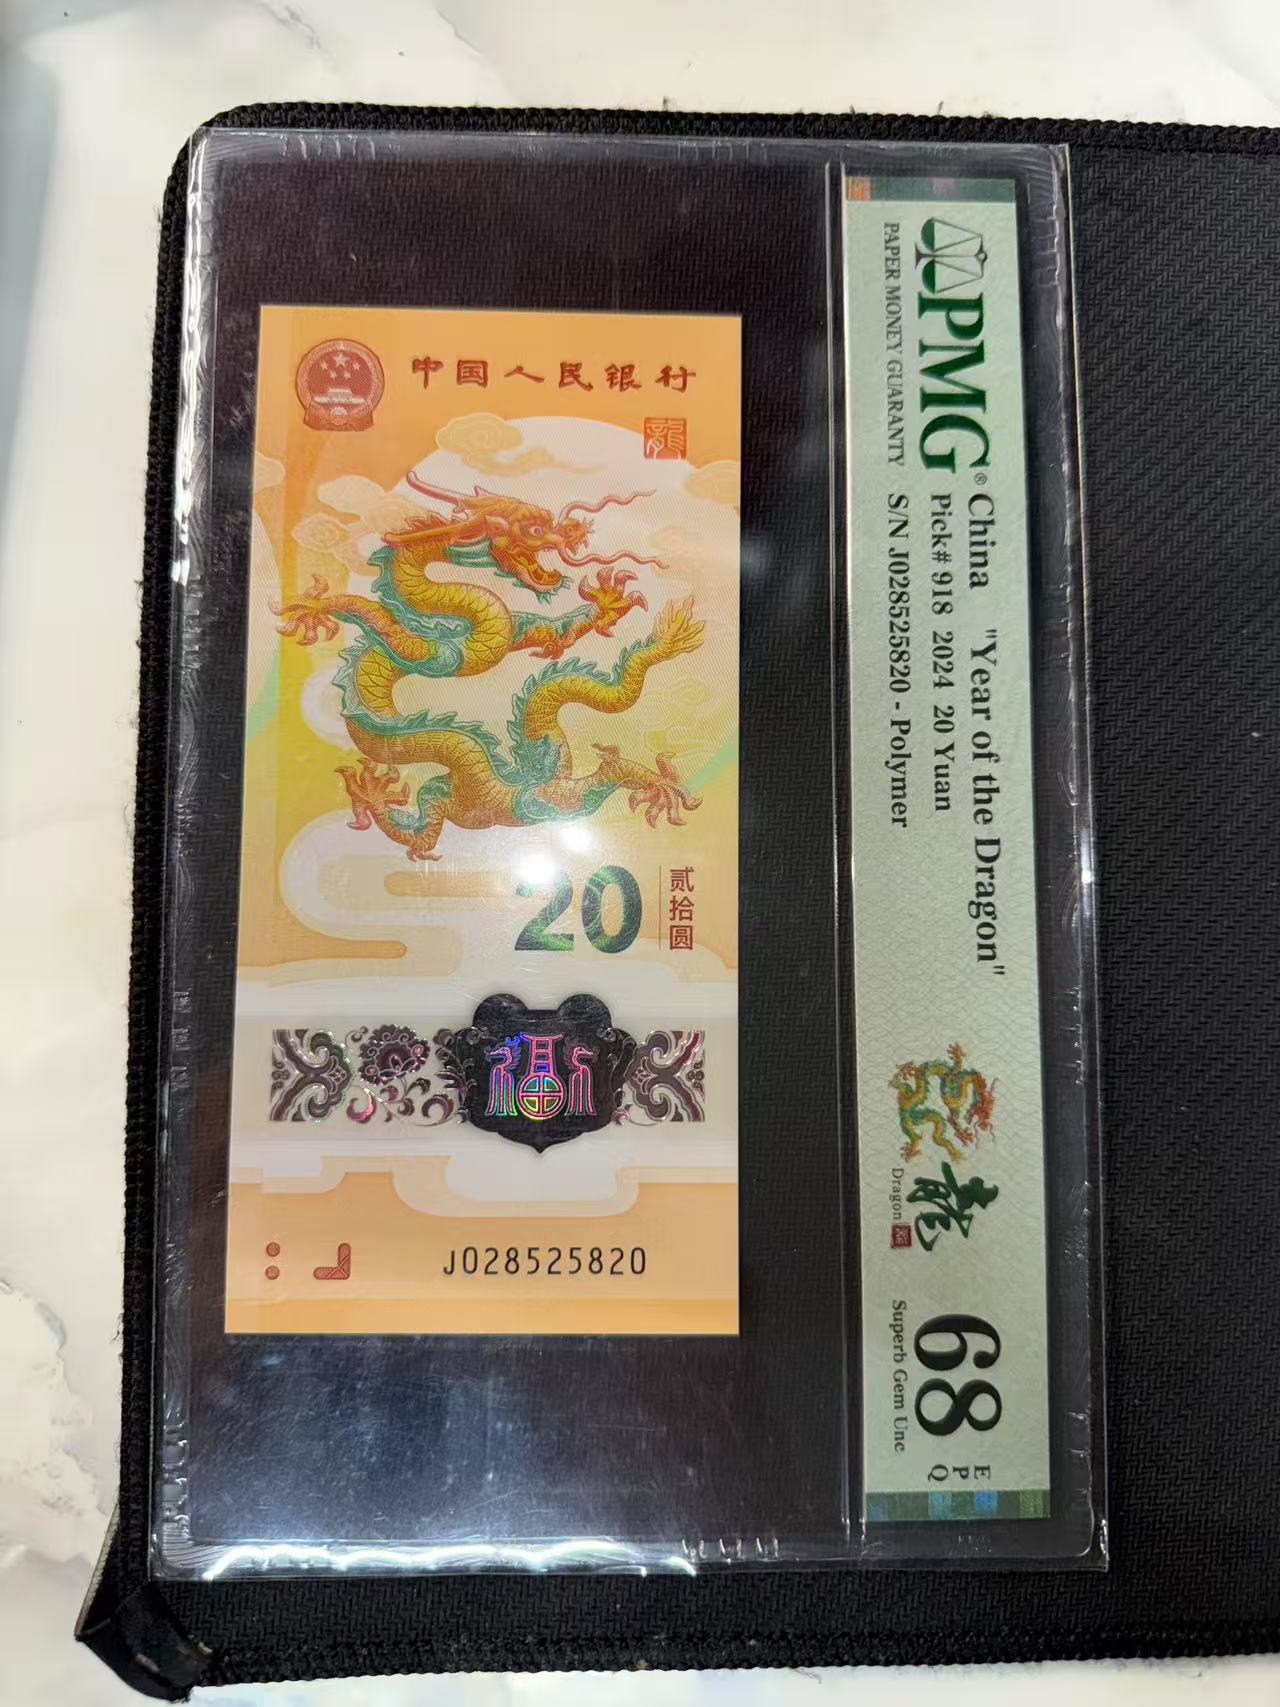 中国人民银行
龍
20
贰拾圆
福
J028525820
PMG®
PAPER MONEY GUARANTY
China "Year of the Dragon"
Pick# 918 2024 20 Yuan
S/N J028525820 - Polymer
龍
Dragon
68
EPQ
Superb Gem Unc